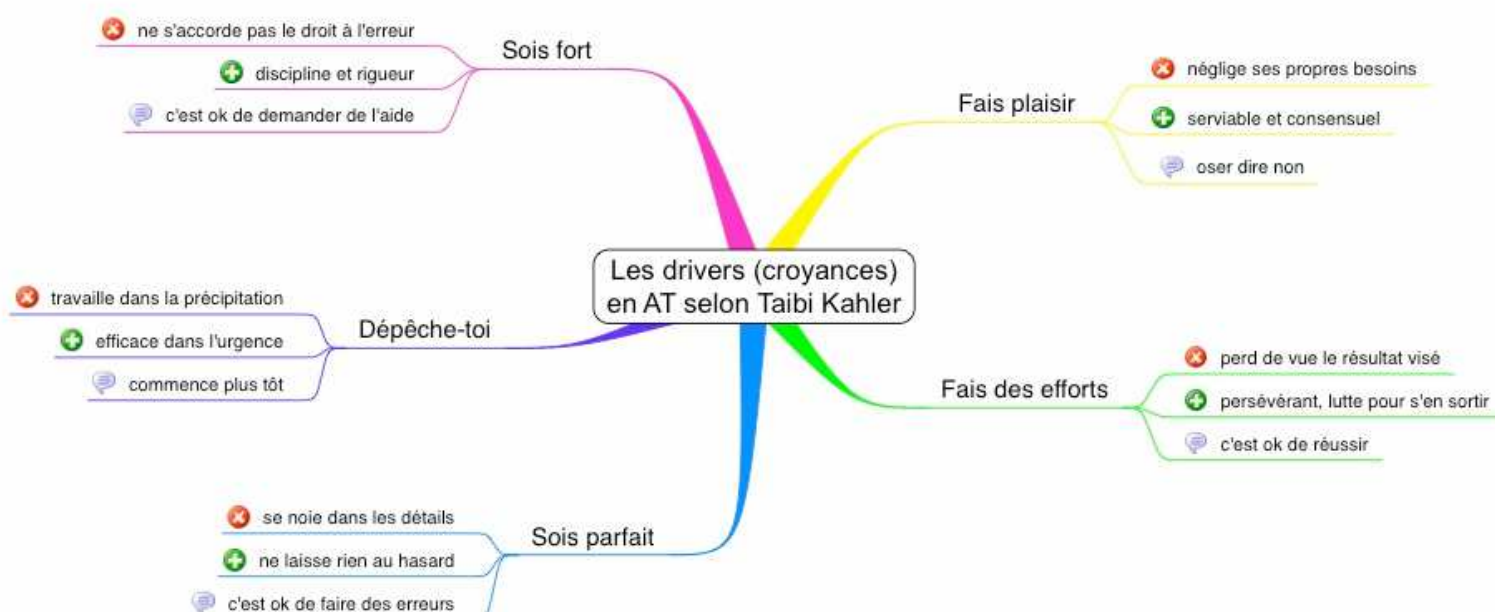 Les drivers (croyances)
en AT selon Taibi Kahler
Sois fort
ne s'accorde pas le droit à l'erreur
discipline et rigueur
c'est ok de demander de l'aide
Fais plaisir
néglige ses propres besoins
serviable et consensuel
oser dire non
Dépêche-toi
travaille dans la précipitation
efficace dans l'urgence
commence plus tôt
Fais des efforts
perd de vue le résultat visé
persévérant, lutte pour s'en sortir
c'est ok de réussir
Sois parfait
se noie dans les détails
ne laisse rien au hasard
c'est ok de faire des erreurs